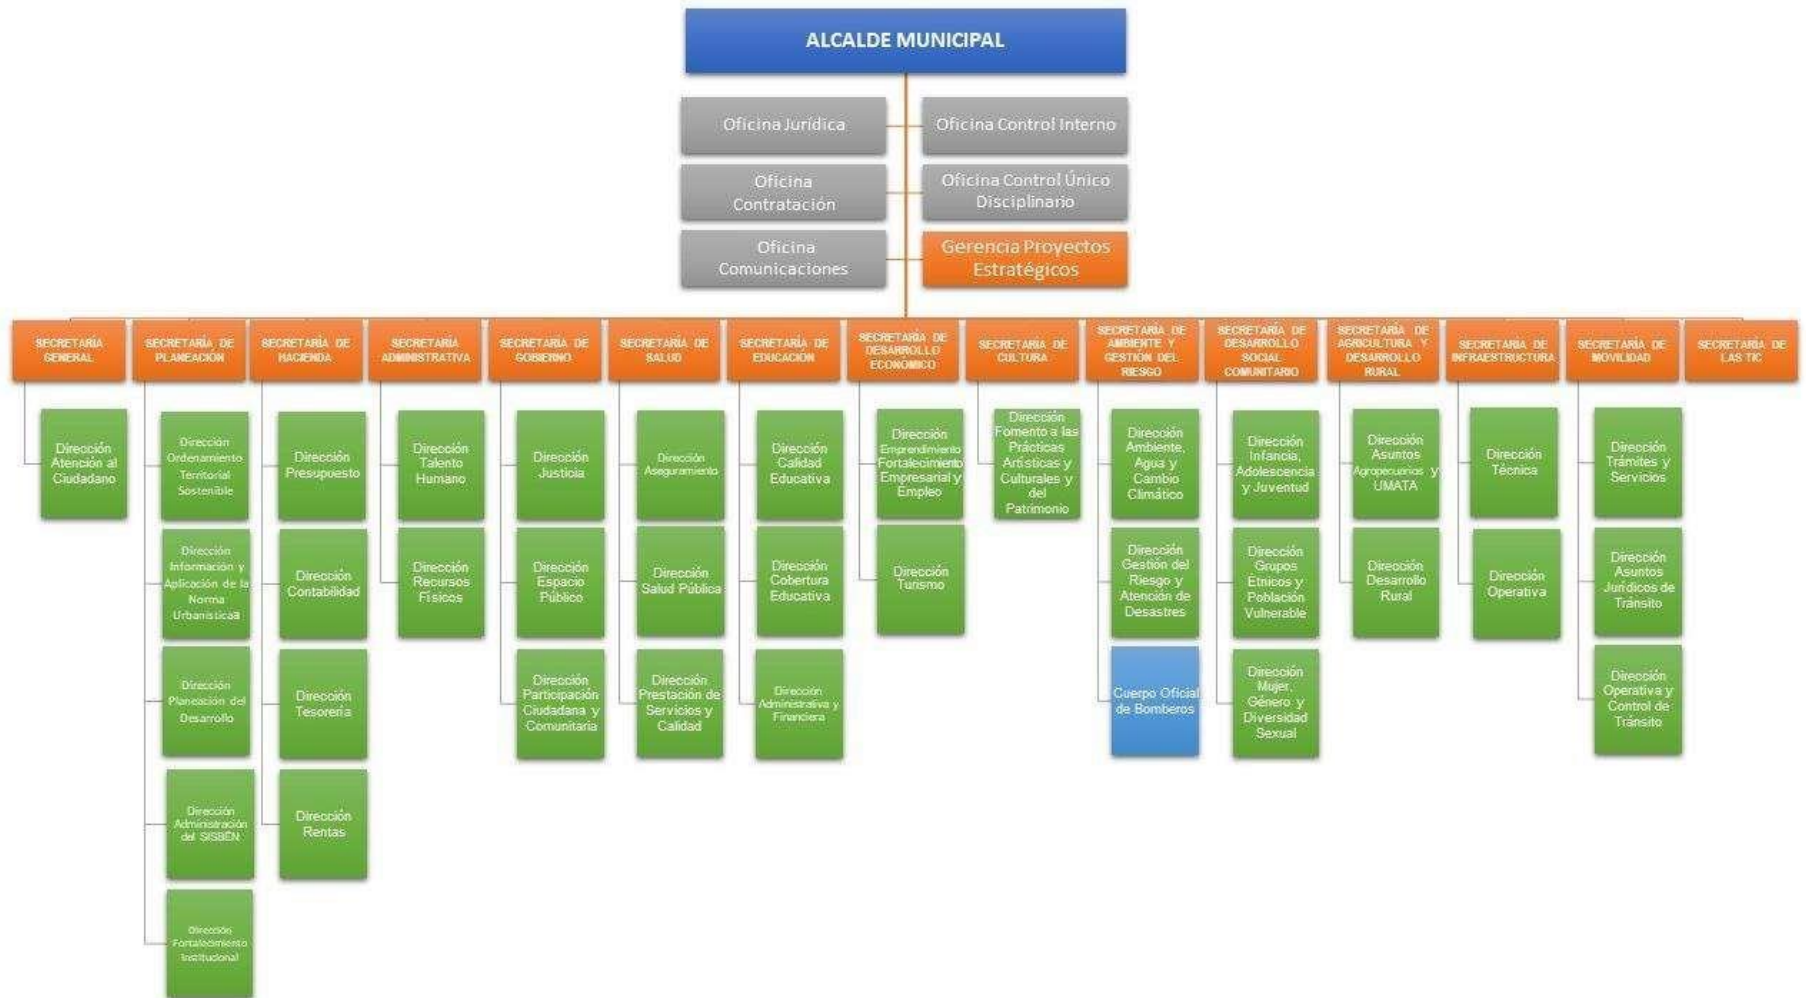 ALCALDE MUNICIPAL
Oficina Jurídica
Oficina Control Interno
Oficina
Contratación
Oficina Control Único
Disciplinario
Oficina
Comunicaciones
Gerencia Proyectos
Estratégicos
SECRETARÍA
GENERAL
SECRETARÍA DE
PLANEACIÓN
SECRETARÍA DE
HACIENDA
SECRETARÍA
ADMINISTRATIVA
SECRETARÍA DE
GOBIERNO
SECRETARÍA DE
SALUD
SECRETARÍA DE
EDUCACIÓN
SECRETARÍA DE
DESARROLLO
ECONÓMICO
SECRETARÍA DE
CULTURA
SECRETARÍA DE
AMBIENTE Y
GESTIÓN DEL
RIESGO
SECRETARÍA DE
DESARROLLO
SOCIAL
COMUNITARIO
SECRETARÍA DE
AGRICULTURA Y
DESARROLLO
RURAL
SECRETARÍA DE
INFRAESTRUCTURA
SECRETARÍA DE
MOVILIDAD
SECRETARÍA DE
LAS TIC
Dirección
Atención al
Ciudadano
Dirección
Ordenamiento
Territorial
Sostenible
Dirección
Información y
Aplicación de la
Norma
Urbanísticaa
Dirección
Planeación del
Desarrollo
Dirección
Administración
del SISBÉN
Dirección
Fortalecimiento
Institucional
Dirección
Presupuesto
Dirección
Contabilidad
Dirección
Tesorería
Dirección
Rentas
Dirección
Talento
Humano
Dirección
Recursos
Físicos
Dirección
Justicia
Dirección
Espacio
Público
Dirección
Participación
Ciudadana y
Comunitaria
Dirección
Aseguramiento
Dirección
Salud Pública
Dirección
Prestación de
Servicios y
Calidad
Dirección
Calidad
Educativa
Dirección
Cobertura
Educativa
Dirección
Administrativa y
Financiera
Dirección
Emprendimiento
Fortalecimiento
Empresarial y
Empleo
Dirección
Turismo
Dirección
Fomento a las
Prácticas
Artísticas y
Culturales y
del
Patrimonio
Dirección
Ambiente,
Agua y
Cambio
Climático
Dirección
Gestión del
Riesgo y
Atención de
Desastres
Cuerpo Oficial
de Bomberos
Dirección
Infancia,
Adolescencia
y Juventud
Dirección
Grupos
Étnicos y
Población
Vulnerable
Dirección
Mujer,
Género y
Diversidad
Sexual
Dirección
Asuntos
Agropecuarios y
UMATA
Dirección
Desarrollo
Rural
Dirección
Técnica
Dirección
Operativa
Dirección
Trámites y
Servicios
Dirección
Asuntos
Jurídicos de
Tránsito
Dirección
Operativa y
Control de
Tránsito